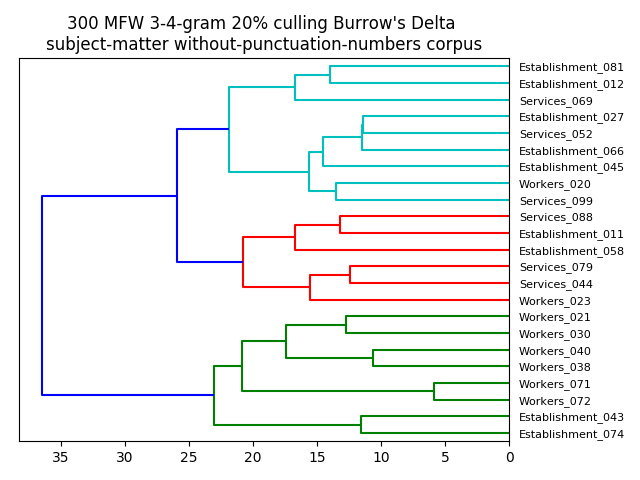 300 MFW 3-4-gram 20% culling Burrow's Delta
subject-matter without-punctuation-numbers corpus
Establishment_081
Establishment_012
Services_069
Establishment_027
Services_052
Establishment_066
Establishment_045
Workers_020
Services_099
Services_088
Establishment_011
Establishment_058
Services_079
Services_044
Workers_023
Workers_021
Workers_030
Workers_040
Workers_038
Workers_071
Workers_072
Establishment_043
Establishment_074
35 30 25 20 15 10 5 0